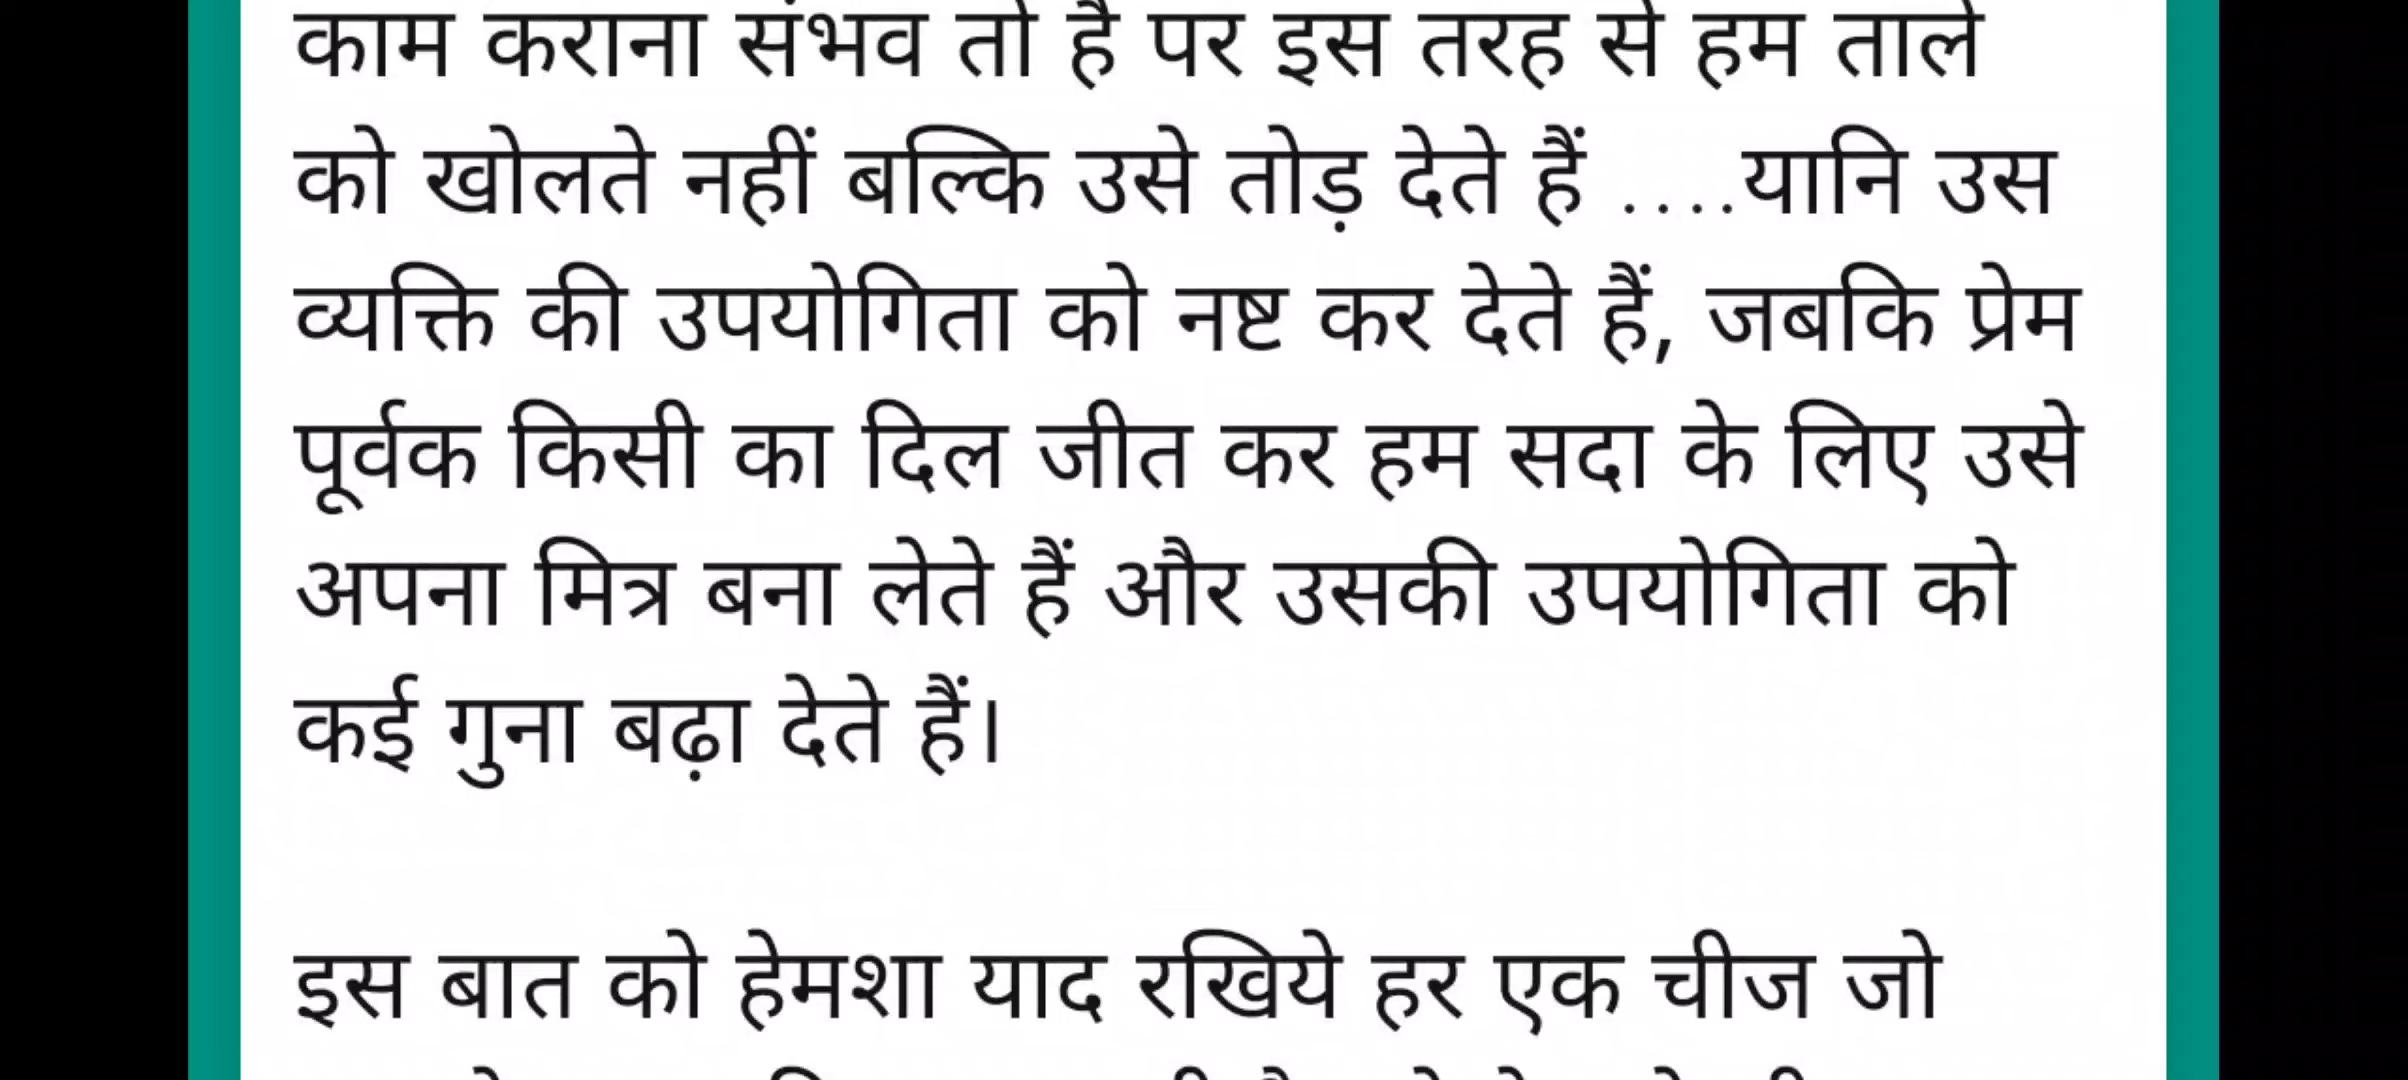 काम कराना संभव तो है पर इस तरह से हम ताले
को खोलते नहीं बल्कि उसे तोड़ देते हैं ....यानि उस
व्यक्ति की उपयोगिता को नष्ट कर देते हैं, जबकि प्रेम
पूर्वक किसी का दिल जीत कर हम सदा के लिए उसे
अपना मित्र बना लेते हैं और उसकी उपयोगिता को
कई गुना बढ़ा देते हैं।
इस बात को हेमशा याद रखिये हर एक चीज जो